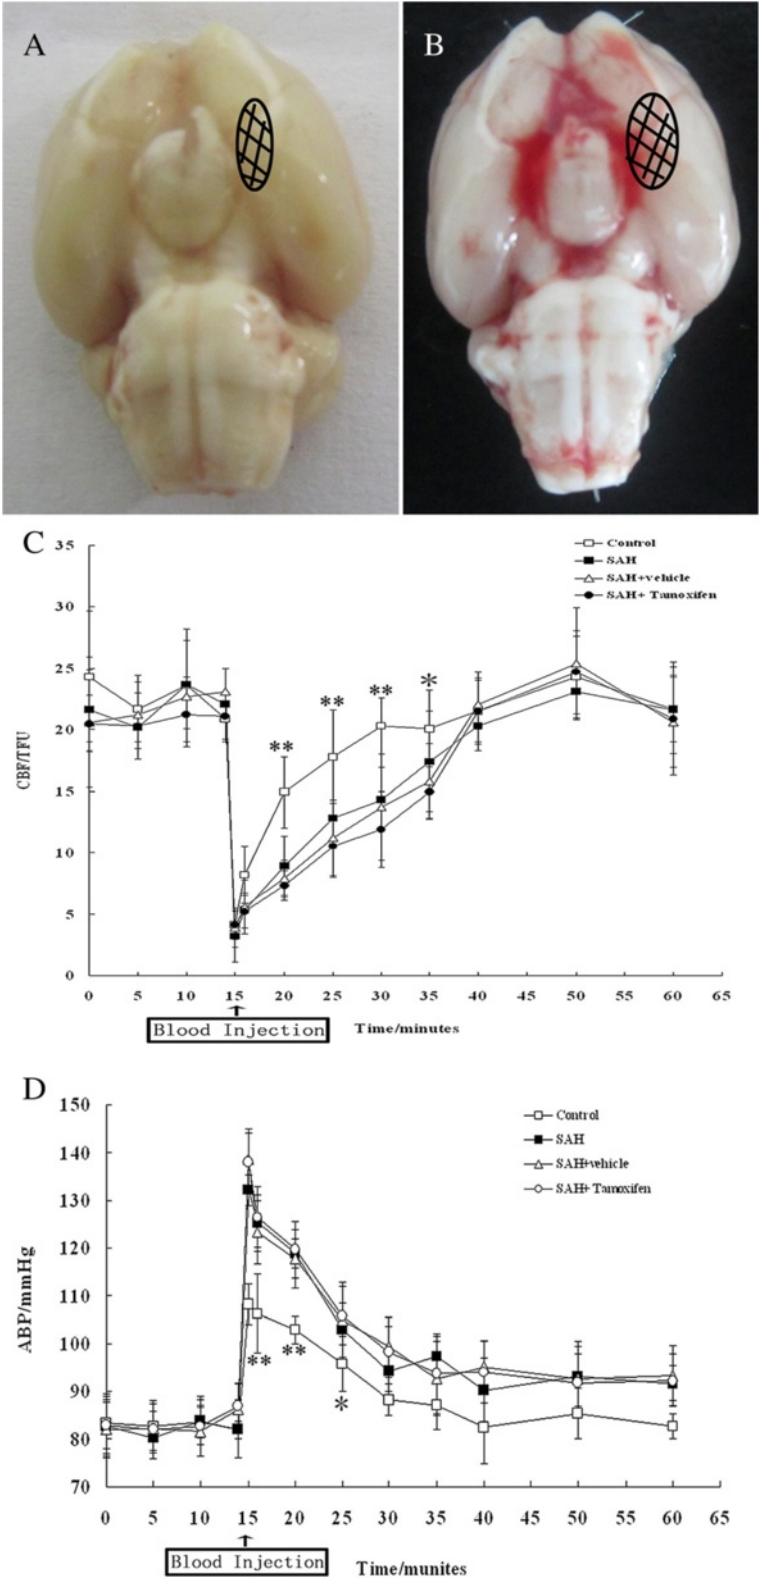 A
B
C
35
30
25
20
15
10
5
0
CBF/TFU
Control
SAH
SAH+vehicle
SAH+ Tamoxifen
**
**
**
*
0 5 10 15 20 25 30 35 40 45 50 55 60 65
Blood Injection
Time/minutes
D
150
140
130
120
110
100
90
80
70
ABP/mmHg
Control
SAH
SAH+vehicle
SAH+ Tamoxifen
**
**
*
0 5 10 15 20 25 30 35 40 45 50 55 60 65
Blood Injection
Time/munites